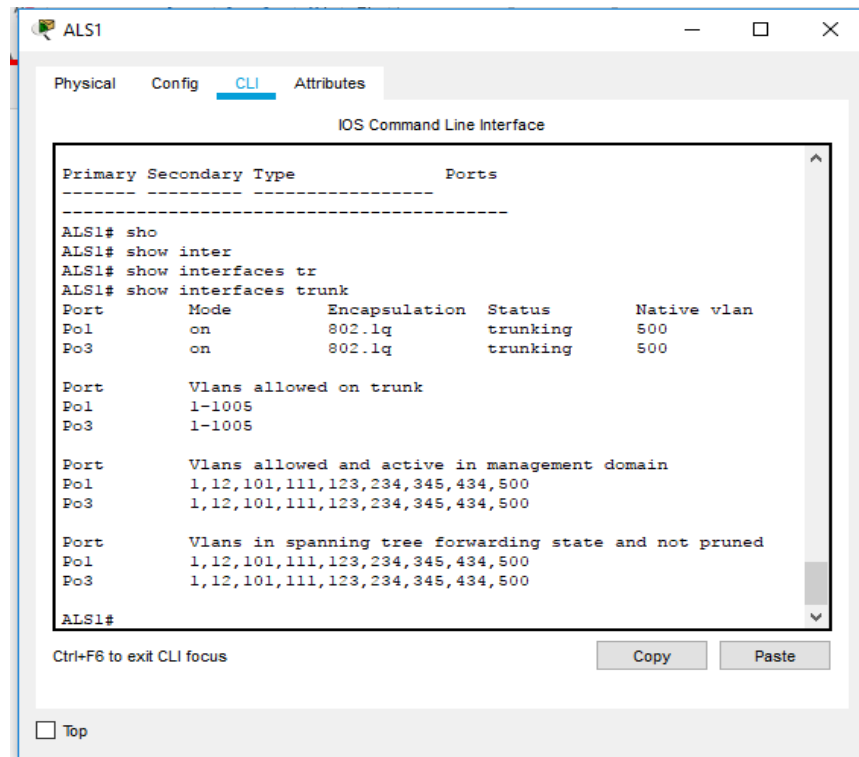 ALS1
Physical Config CLI Attributes
IOS Command Line Interface
Primary Secondary Type Ports
------- --------- -----------------
------------------------------------------
ALS1# sho
ALS1# show inter
ALS1# show interfaces tr
ALS1# show interfaces trunk
Port Mode Encapsulation Status Native vlan
Po1 on 802.1q trunking 500
Po3 on 802.1q trunking 500
Port Vlans allowed on trunk
Po1 1-1005
Po3 1-1005
Port Vlans allowed and active in management domain
Po1 1,12,101,111,123,234,345,434,500
Po3 1,12,101,111,123,234,345,434,500
Port Vlans in spanning tree forwarding state and not pruned
Po1 1,12,101,111,123,234,345,434,500
Po3 1,12,101,111,123,234,345,434,500
ALS1#
Ctrl+F6 to exit CLI focus Copy Paste
Top